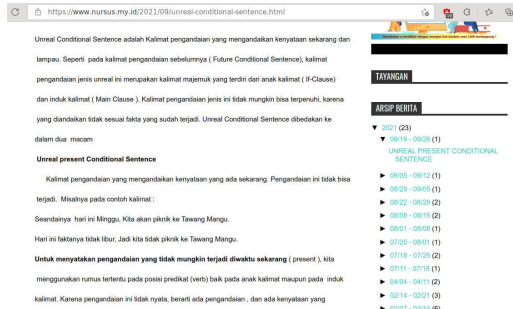 https://www.nursus.my.id/2021/09/unreal-conditional-sentence.html
Unreal Conditional Sentence adalah Kalimat pengandaian yang mengandaikan kenyataan sekarang dan
lampau. Seperti pada kalimat pengandaian sebelumnya ( Future Conditional Sentence), kalimat
pengandaian jenis unreal ini merupakan kalimat majemuk yang terdiri dari anak kalimat ( If-Clause)
dan induk kalimat ( Main Clause ). Kalimat pengandaian jenis ini tidak mungkin bisa terpenuhi, karena
yang diandaikan tidak sesuai fakta yang sudah terjadi. Unreal Conditional Sentence dibedakan ke
dalam dua macam
Unreal present Conditional Sentence
Kalimat pengandaian yang mengandaikan kenyataan yang ada sekarang. Pengandaian ini tidak bisa
terjadi. Misalnya pada contoh kalimat :
Seandainya hari ini Minggu, Kita akan piknik ke Tawang Mangu.
Hari ini faktanya tidak libur, Jadi kita tidak piknik ke Tawang Mangu.
Untuk menyatakan pengandaian yang tidak mungkin terjadi diwaktu sekarang ( present ), kita
menggunakan rumus tertentu pada posisi predikat (verb) baik pada anak kalimat maupun pada induk
kalimat. Karena pengandaian ini tidak nyata, berarti ada pengandaian , dan ada kenyataan yang
TAYANGAN
ARSIP BERITA
▼ 2021 (23)
▼ 09/19 - 09/26 (1)
UNREAL PRESENT CONDITIONAL
SENTENCE
► 09/05 - 09/12 (1)
► 08/29 - 09/05 (1)
► 08/22 - 08/29 (2)
► 08/08 - 08/15 (2)
► 08/01 - 08/08 (1)
► 07/25 - 08/01 (1)
► 07/18 - 07/25 (2)
► 07/11 - 07/18 (1)
► 04/04 - 04/11 (2)
► 02/14 - 02/21 (3)